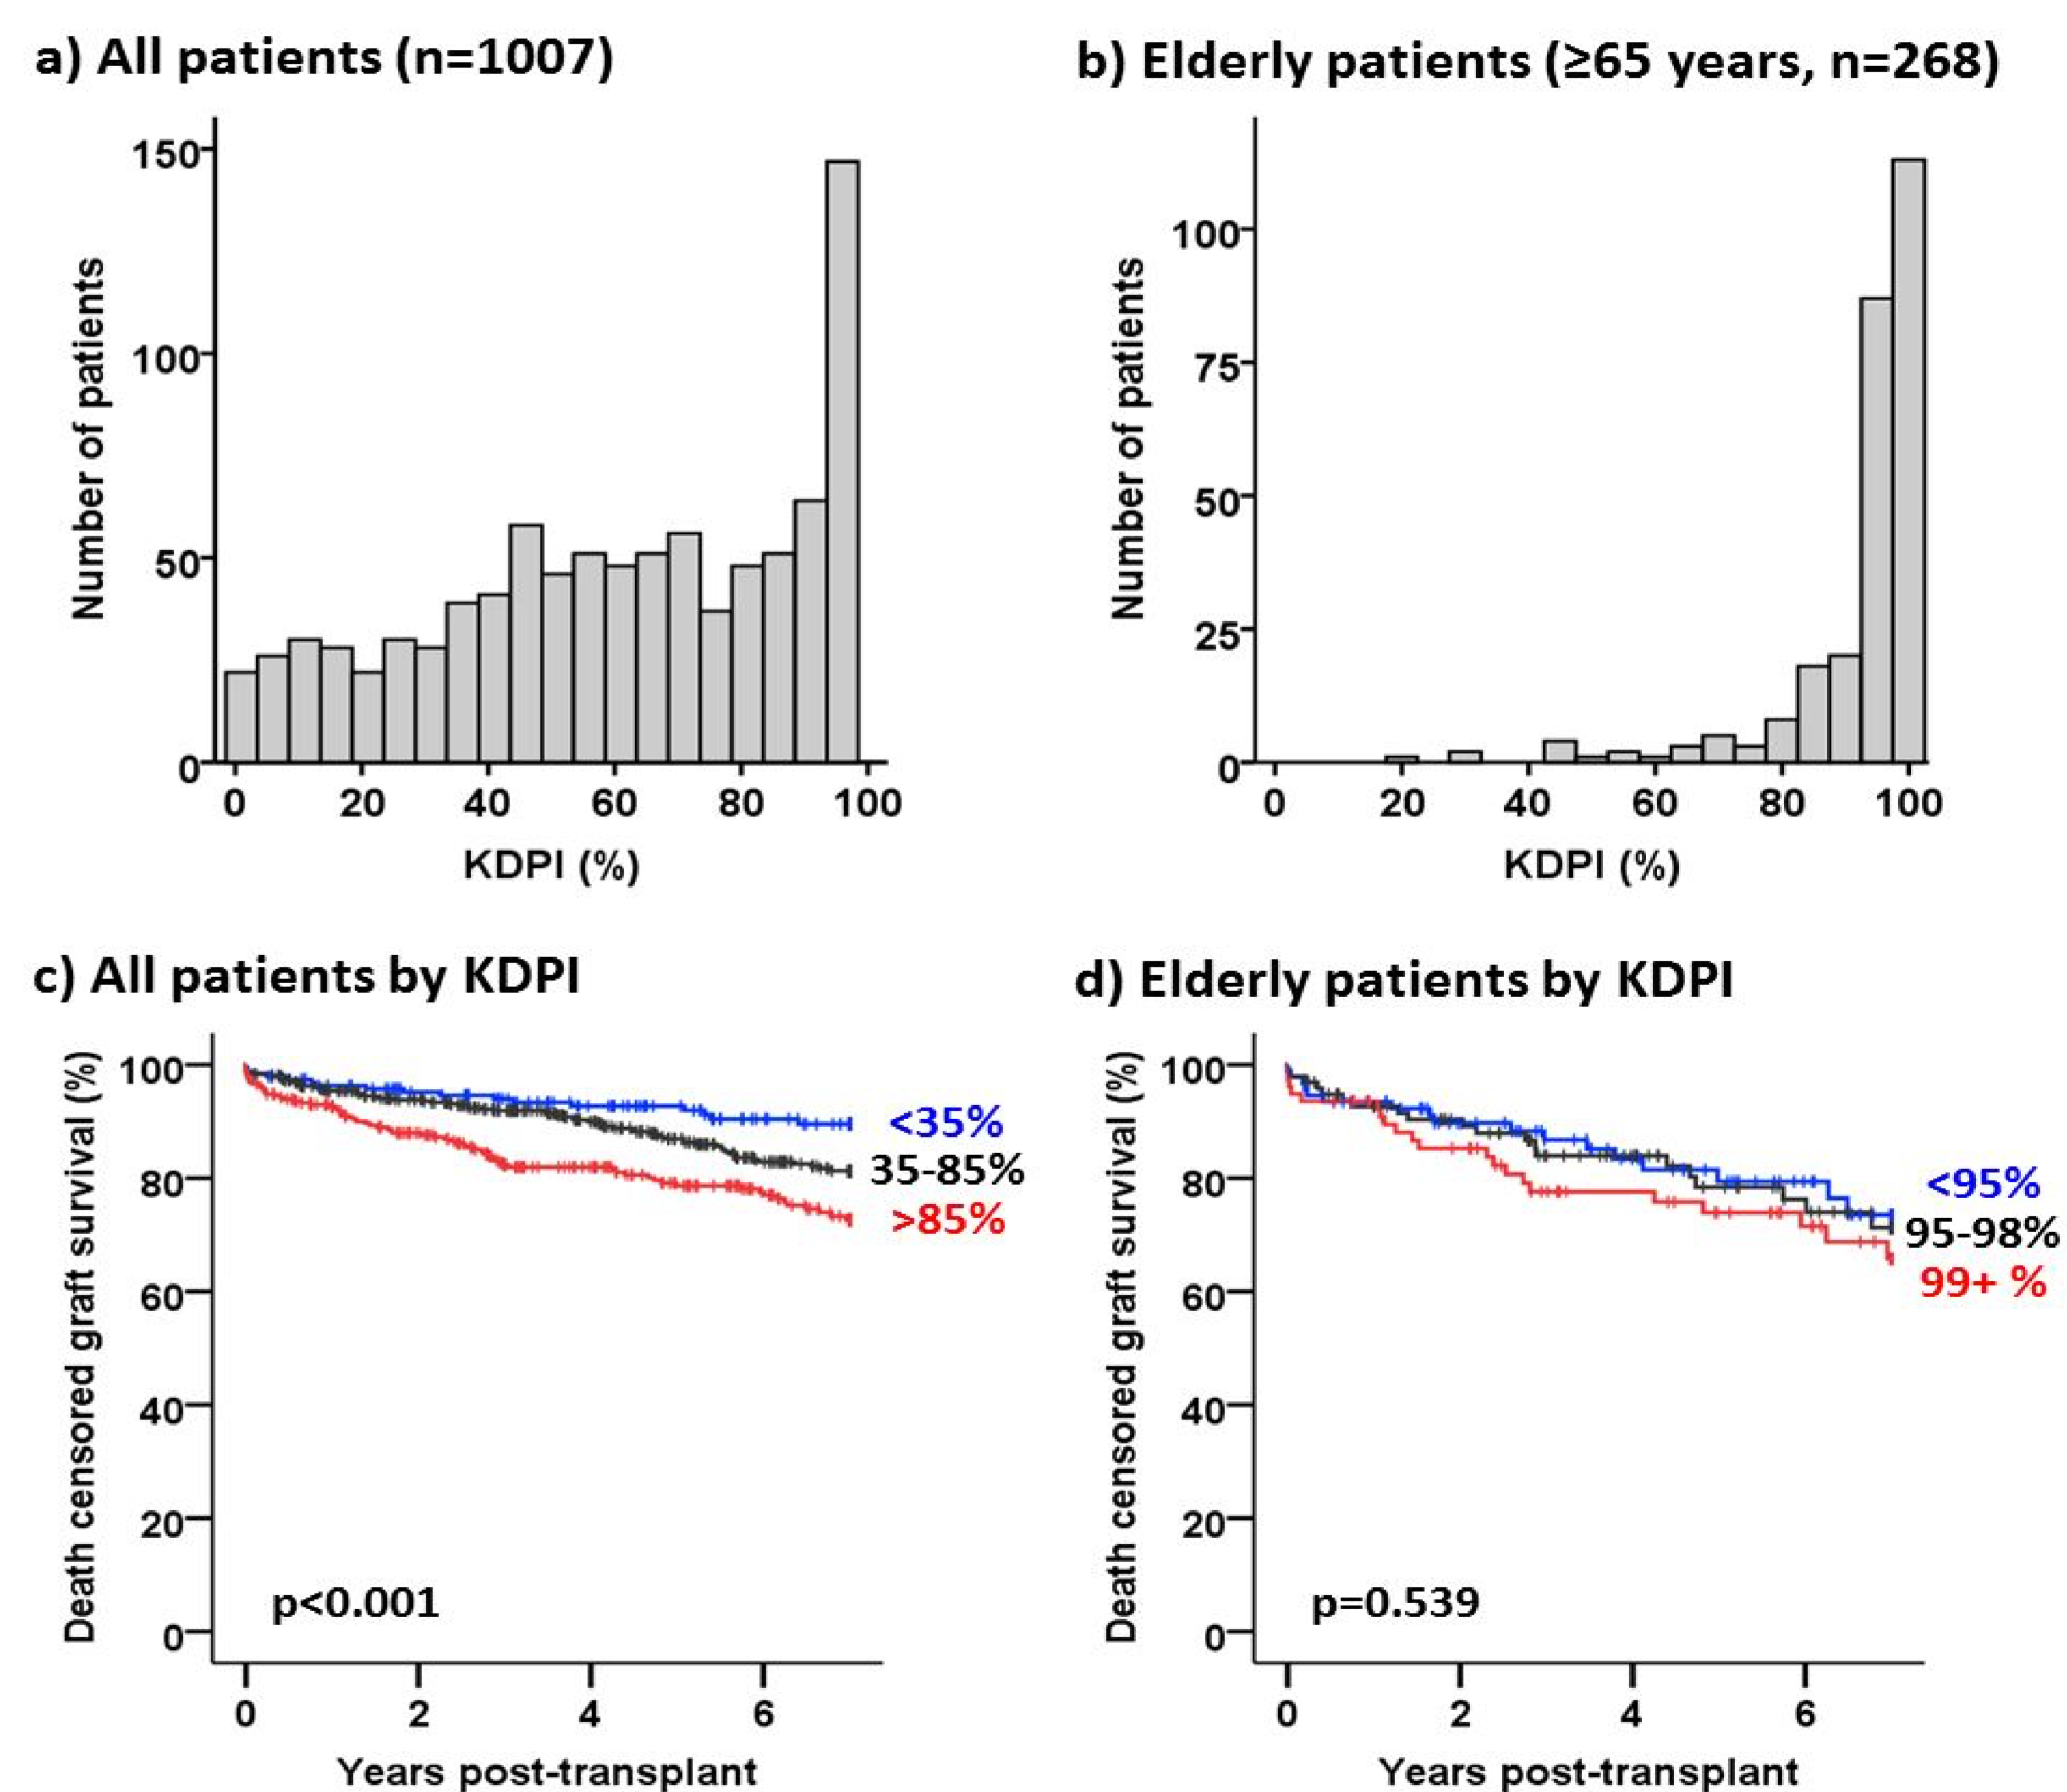 a) All patients (n=1007)
Number of patients
150
100
50
0
0 20 40 60 80 100
KDPI (%)
b) Elderly patients (≥65 years, n=268)
Number of patients
100
75
50
25
0
0 20 40 60 80 100
KDPI (%)
c) All patients by KDPI
Death censored graft survival (%)
100
80
60
40
20
0
<35%
35-85%
>85%
p<0.001
0 2 4 6
Years post-transplant
d) Elderly patients by KDPI
Death censored graft survival (%)
100
80
60
40
20
0
<95%
95-98%
99+ %
p=0.539
0 2 4 6
Years post-transplant